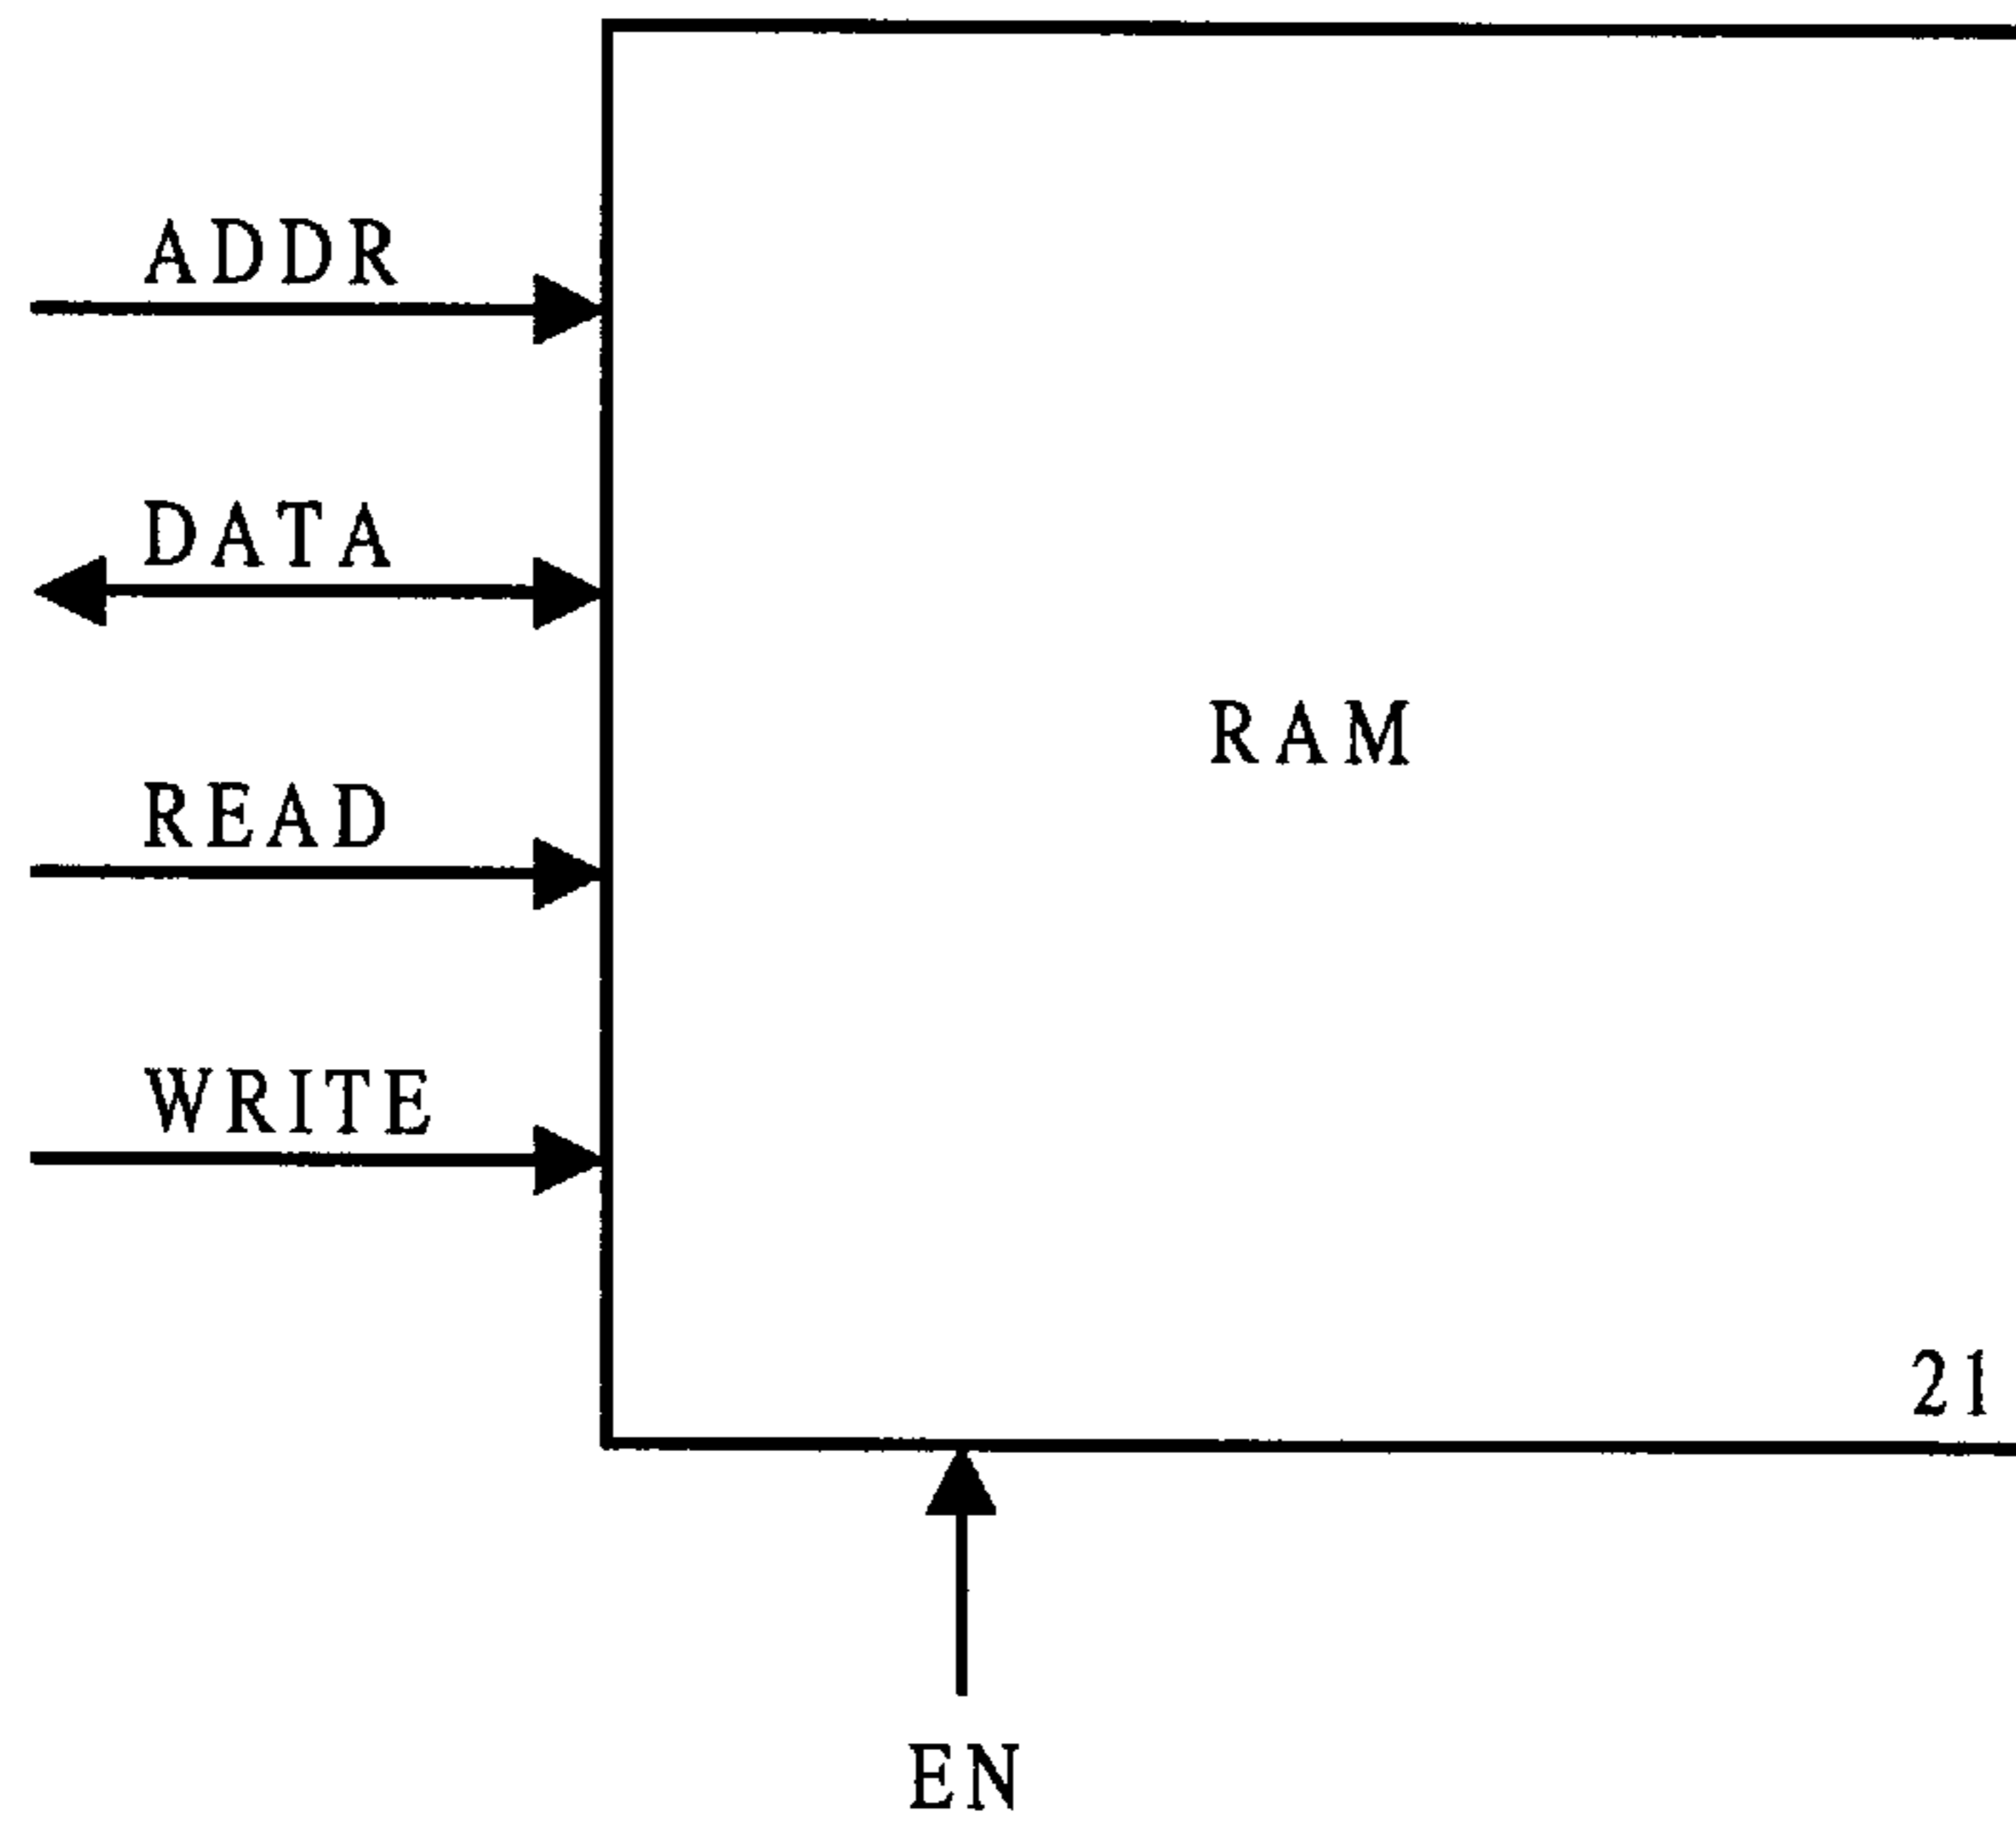 ADDR
DATA
RAM
READ
WRITE
21
EN